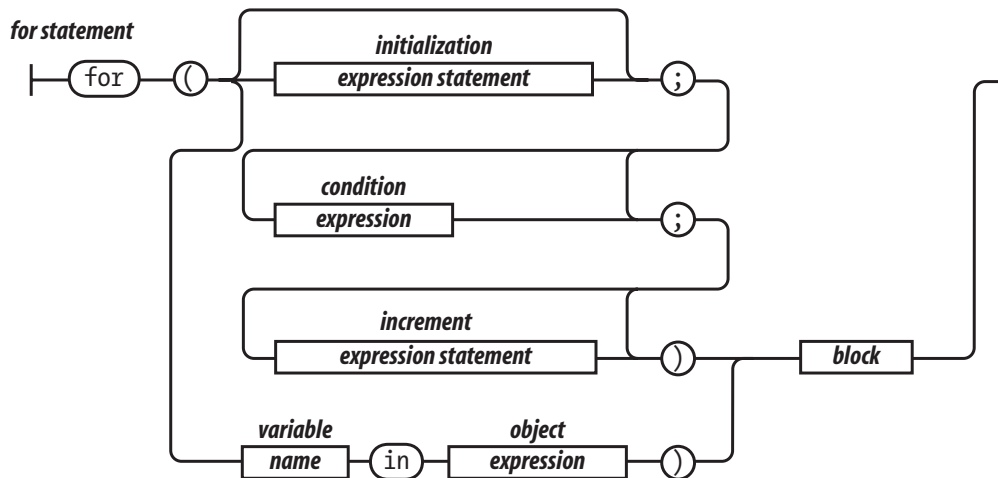 for statement
initialization
for ( expression statement ;
condition
expression ;
increment
expression statement ) block
variable object
name in expression )